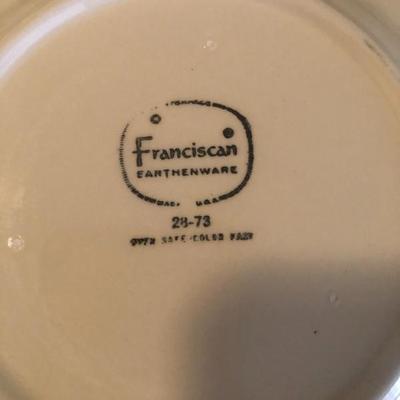 Franciscan
EARTHENWARE
U.S.A.
28-73
OVEN SAFE-COLOR FAST